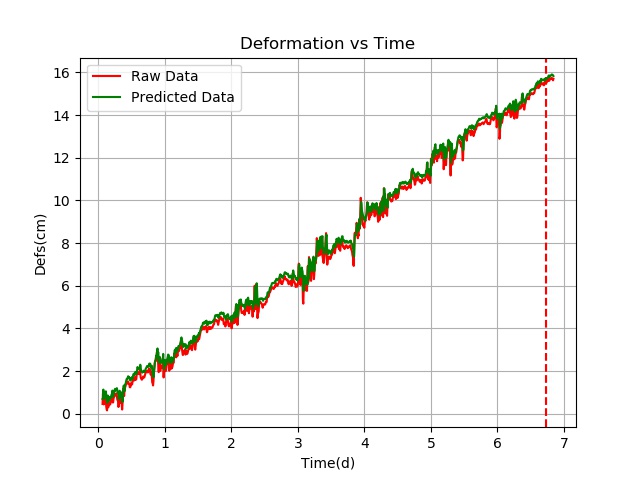 Deformation vs Time
Raw Data
Predicted Data
Defs(cm)
16
14
12
10
8
6
4
2
0
0 1 2 3 4 5 6 7
Time(d)